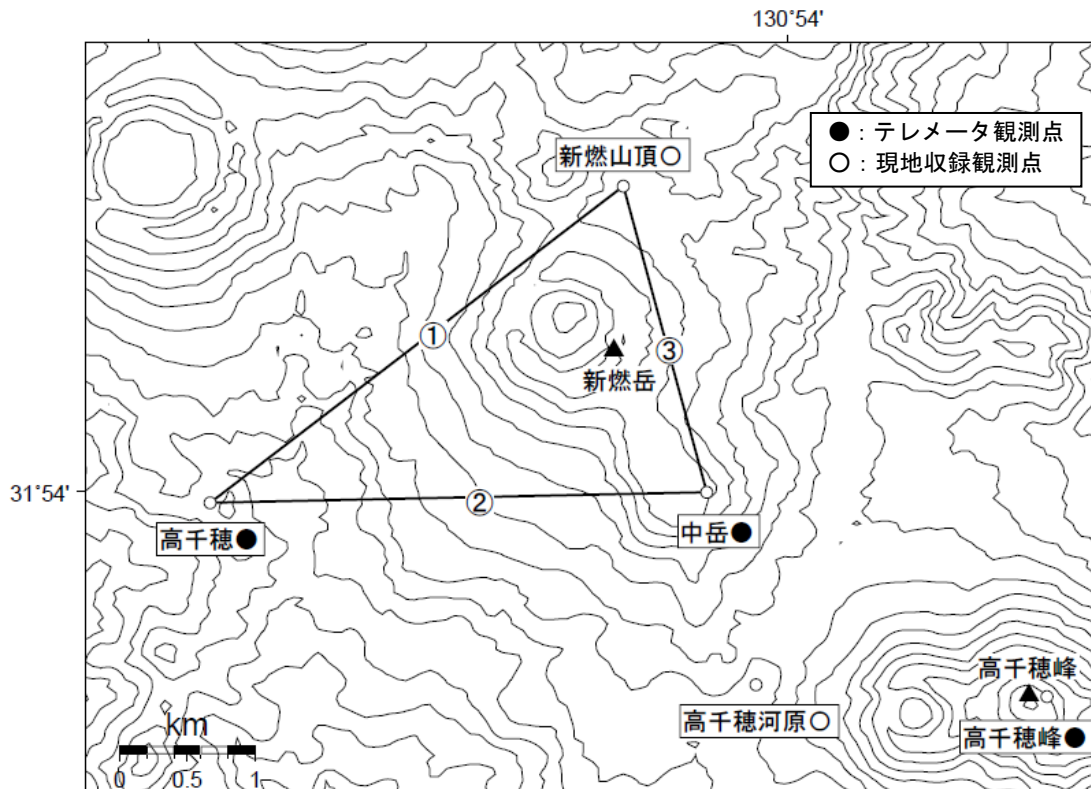 130°54'
●：テレメータ観測点
○：現地収録観測点
新燃山頂○
①
③
新燃岳
31°54'
②
高千穂●
中岳●
高千穂峰
km
高千穂河原○
高千穂峰●
0 0.5 1